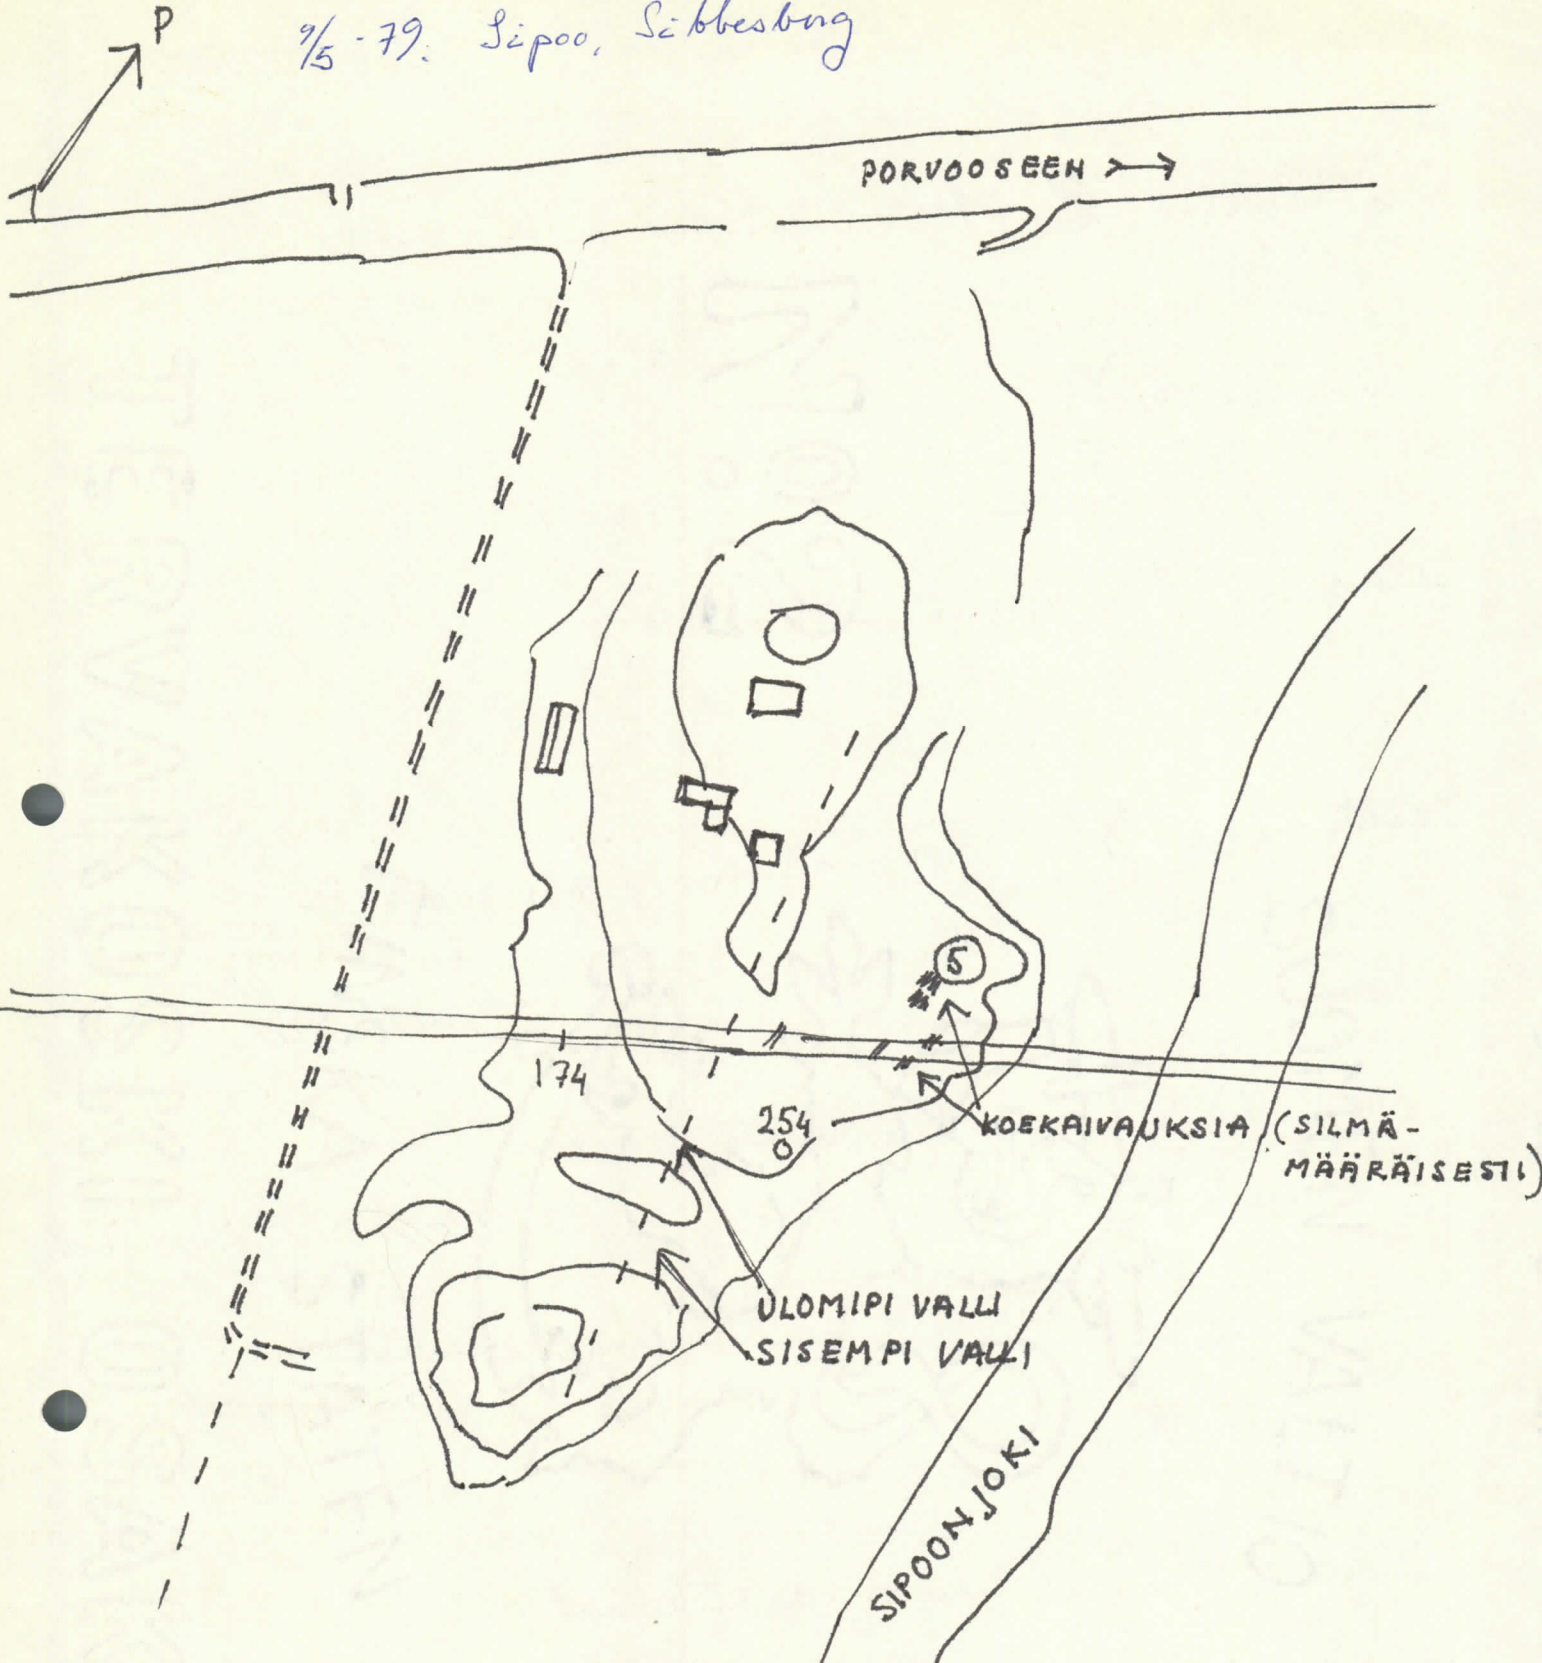 P
9/5-79. Sipoo, Sibbesborg
PORVOOSEEN
5
174
254
KOEKAIVAUKSIA (SILMÄ-
MÄÄRÄISESTI)
ULOMIPI VALLI
SISEMPI VALLI
SIPOONJOKI